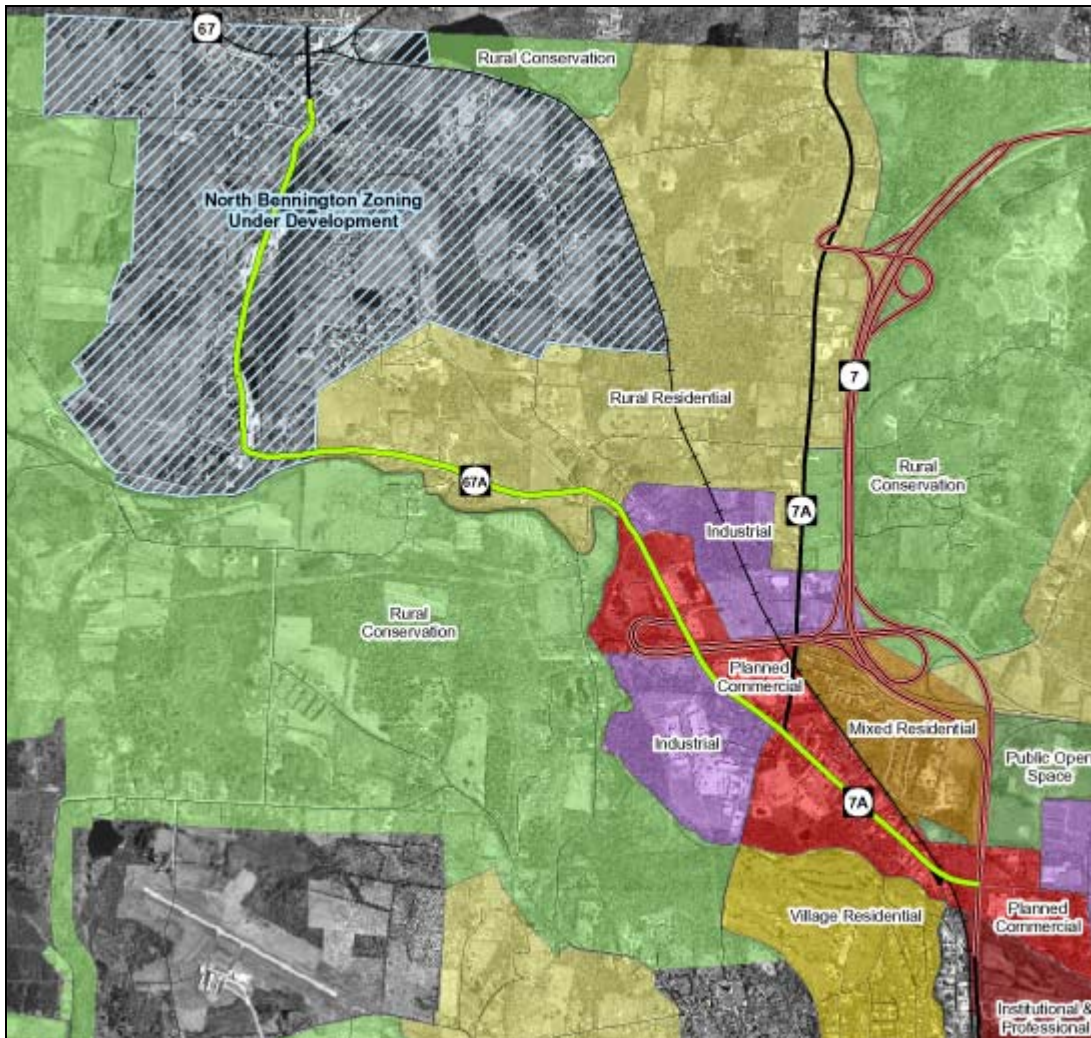 67
Rural Conservation
North Bennington Zoning
Under Development
7
Rural Residential
Rural
Conservation
67A
7A
Industrial
Rural
Conservation
Planned
Commercial
Mixed Residential
Industrial
Public Open
Space
7A
Village Residential
Planned
Commercial
Institutional &
Professional